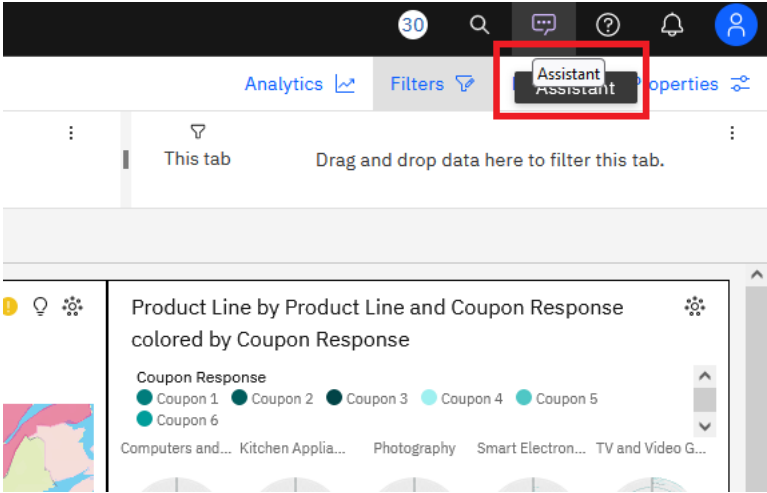 30
Assistant
Assistant
Analytics
Filters
Properties
This tab
Drag and drop data here to filter this tab.
Product Line by Product Line and Coupon Response
colored by Coupon Response
Coupon Response
Coupon 1 Coupon 2 Coupon 3 Coupon 4 Coupon 5
Coupon 6
Computers and... Kitchen Applia... Photography Smart Electron... TV and Video G...